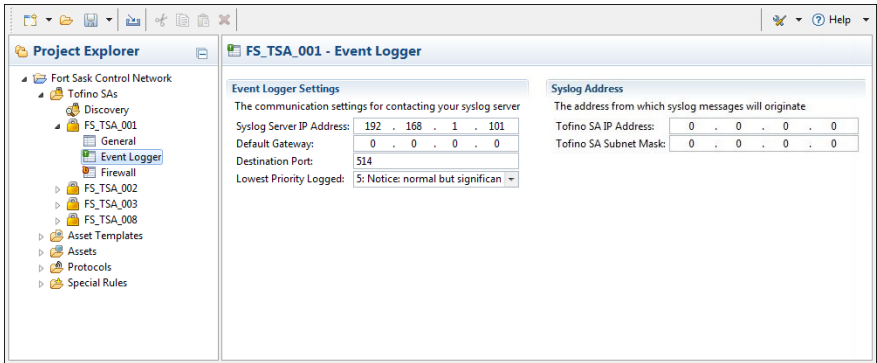 Help
Project Explorer
Fort Sask Control Network
Tofino SAs
Discovery
FS_TSA_001
General
Event Logger
Firewall
FS_TSA_002
FS_TSA_003
FS_TSA_008
Asset Templates
Assets
Protocols
Special Rules
FS_TSA_001 - Event Logger
Event Logger Settings
The communication settings for contacting your syslog server
Syslog Server IP Address: 192 . 168 . 1 . 101
Default Gateway: 0 . 0 . 0 . 0
Destination Port: 514
Lowest Priority Logged: 5: Notice: normal but significan
Syslog Address
The address from which syslog messages will originate
Tofino SA IP Address: 0 . 0 . 0 . 0
Tofino SA Subnet Mask: 0 . 0 . 0 . 0